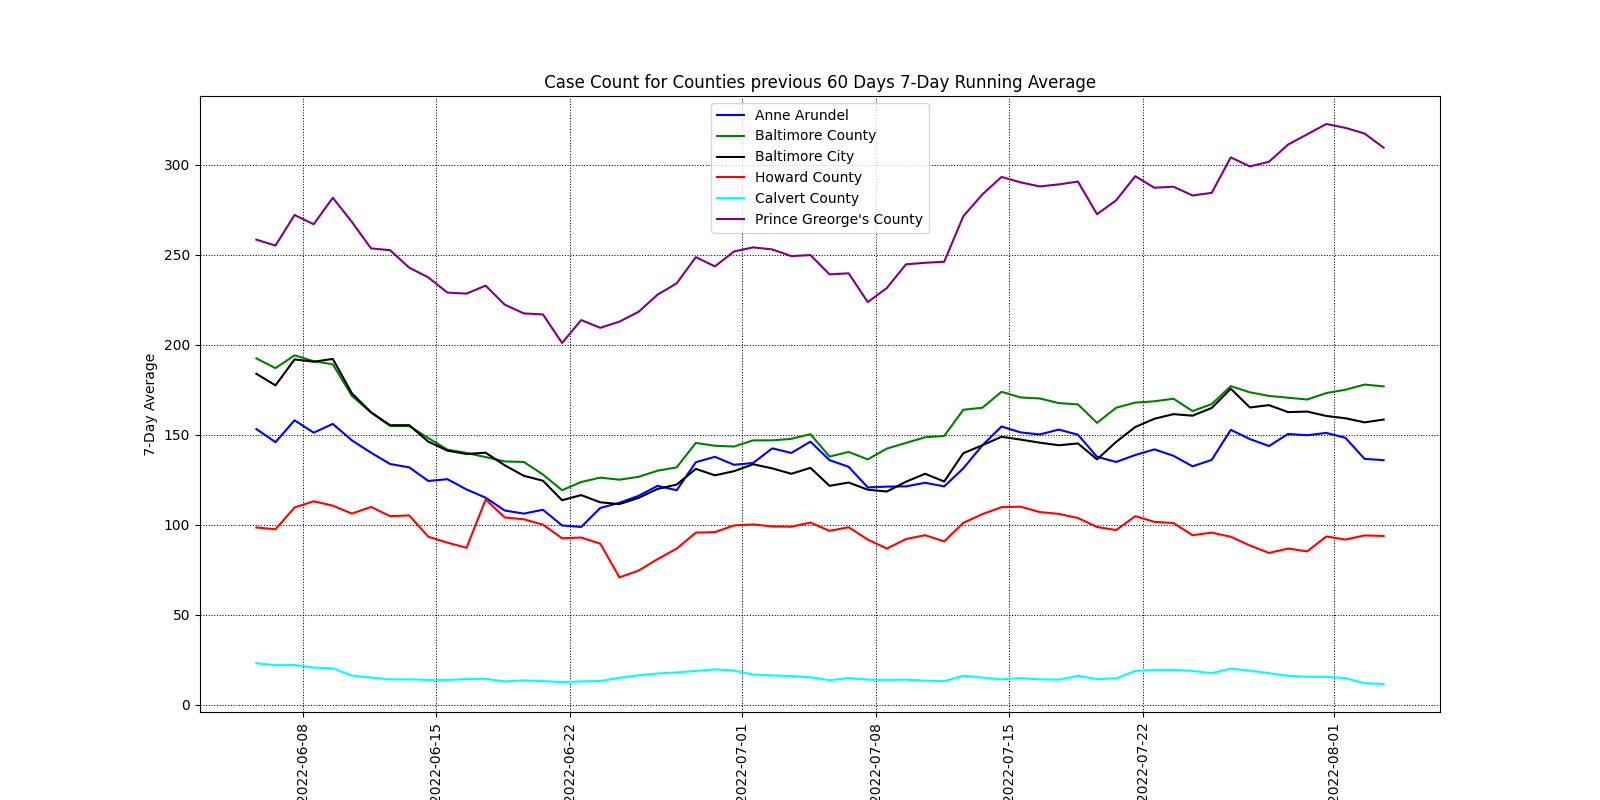 Case Count for Counties previous 60 Days 7-Day Running Average
Anne Arundel
Baltimore County
Baltimore City
Howard County
Calvert County
Prince Greorge's County
7-Day Average
300
250
200
150
100
50
0
2022-06-08
2022-06-15
2022-06-22
2022-07-01
2022-07-08
2022-07-15
2022-07-22
2022-08-01